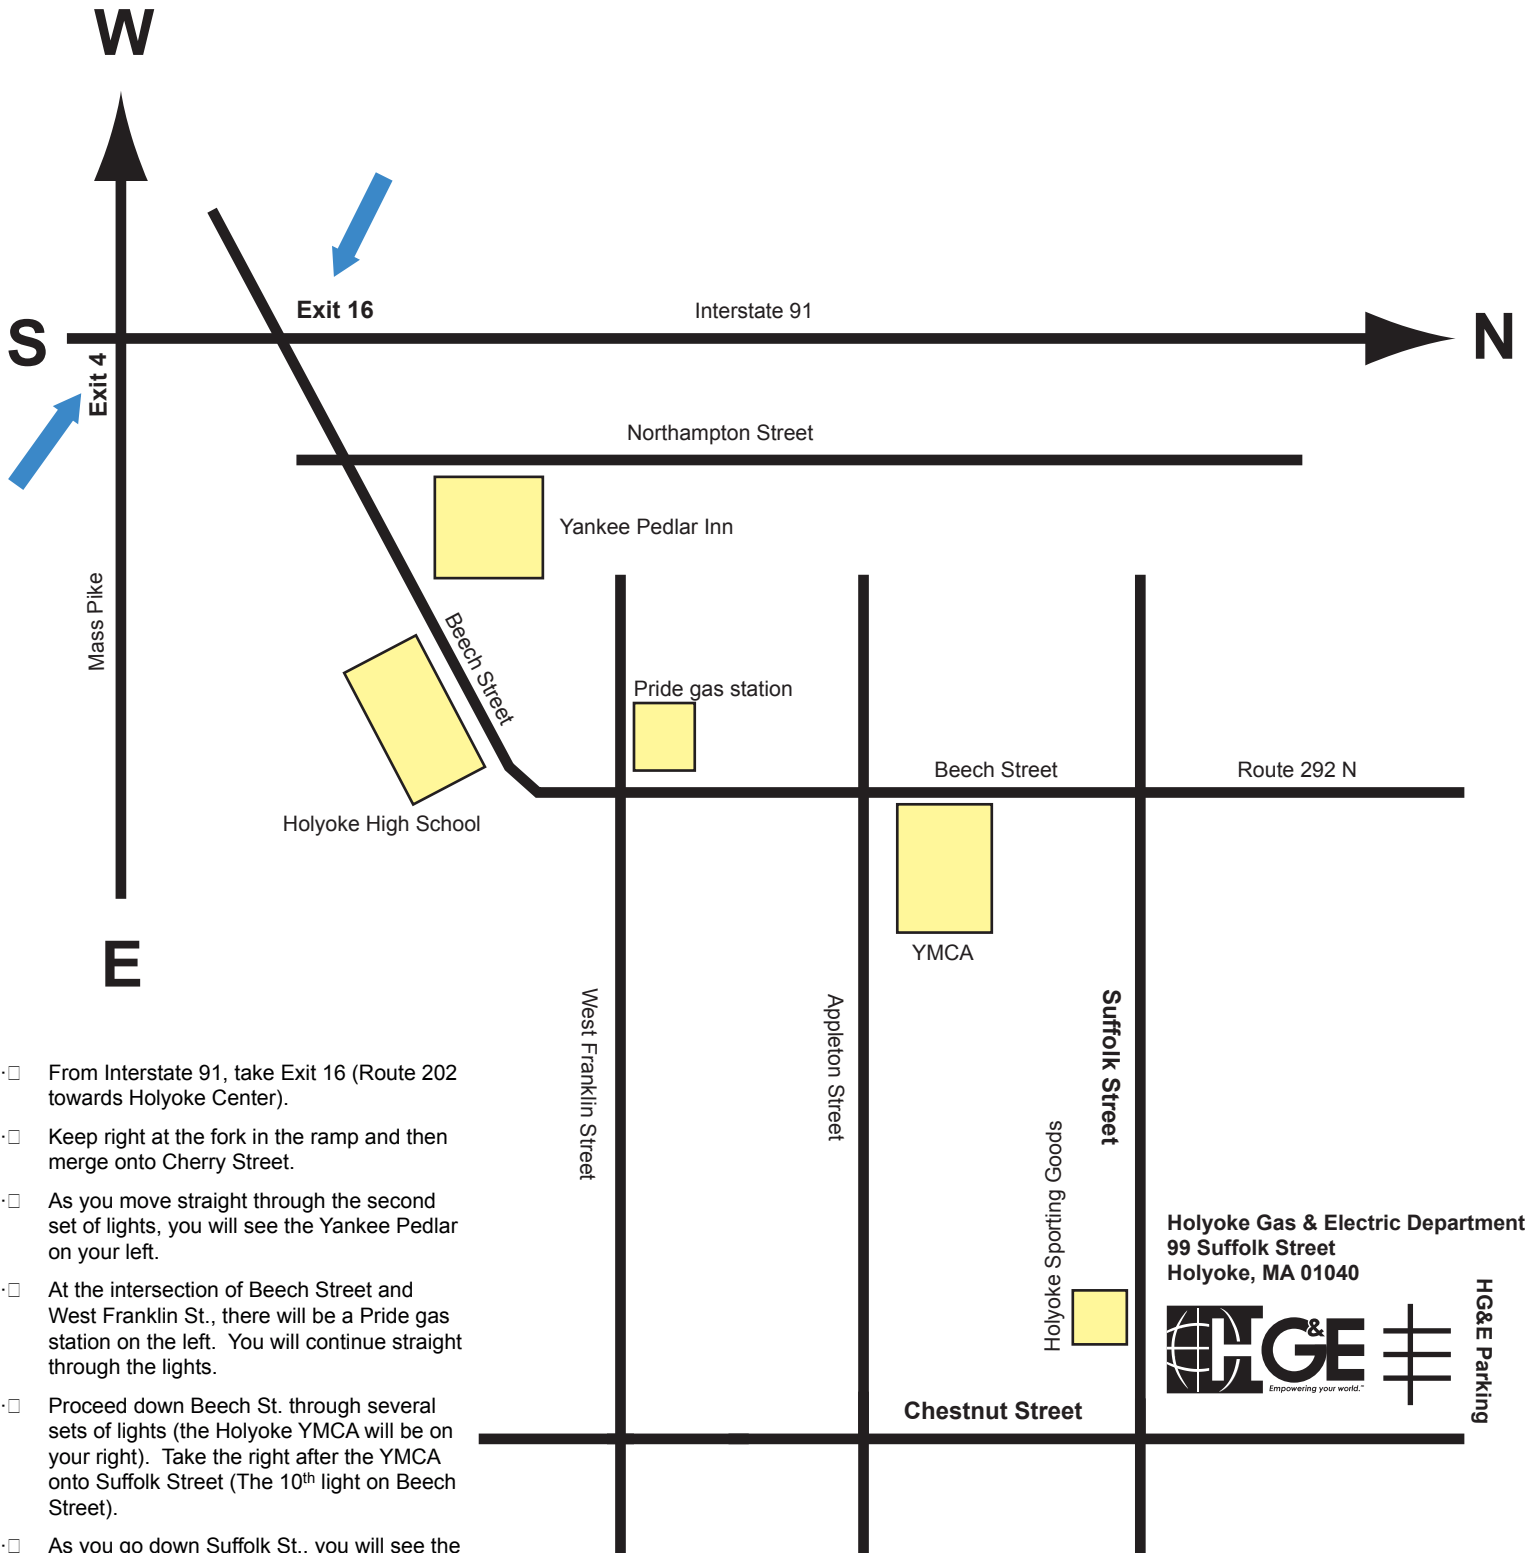 W
Exit 16
Interstate 91
S
N
Exit 4
Northampton Street
Yankee Pedlar Inn
Mass Pike
Beech Street
Pride gas station
Beech Street
Route 292 N
Holyoke High School
YMCA
E
West Franklin Street
Appleton Street
Suffolk Street
Holyoke Sporting Goods
Holyoke Gas & Electric Department
99 Suffolk Street
Holyoke, MA 01040
HG&E
Empowering your world.™
HG&E Parking
Chestnut Street
·□ From Interstate 91, take Exit 16 (Route 202
towards Holyoke Center).
·□ Keep right at the fork in the ramp and then
merge onto Cherry Street.
·□ As you move straight through the second
set of lights, you will see the Yankee Pedlar
on your left.
·□ At the intersection of Beech Street and
West Franklin St., there will be a Pride gas
station on the left. You will continue straight
through the lights.
·□ Proceed down Beech St. through several
sets of lights (the Holyoke YMCA will be on
your right). Take the right after the YMCA
onto Suffolk Street (The 10th light on Beech
Street).
·□ As you go down Suffolk St., you will see the